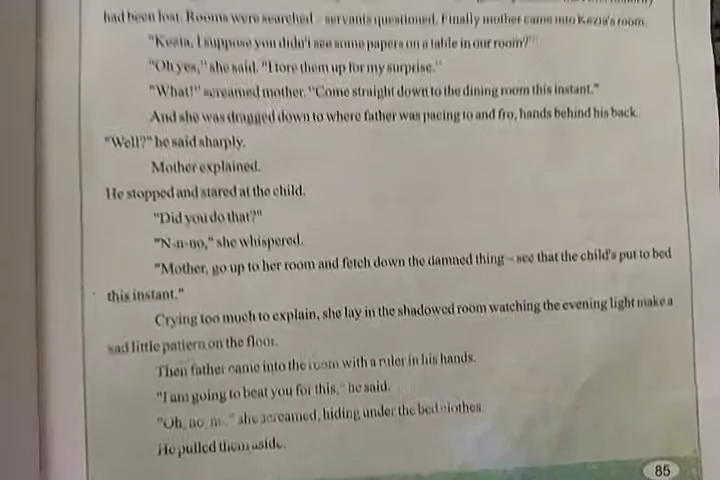 had been lost. Rooms were searched – servants questioned. Finally mother came into Kezia's room.
"Kezia, I suppose you didn't see some papers on a table in our room?"
"Oh yes," she said. "I tore them up for my surprise."
"What!" screamed mother. "Come straight down to the dining room this instant."
And she was dragged down to where father was pacing to and fro, hands behind his back.
"Well?" he said sharply.
Mother explained.
He stopped and stared at the child.
"Did you do that?"
"N-n-no," she whispered.
"Mother, go up to her room and fetch down the damned thing – see that the child's put to bed
this instant."
Crying too much to explain, she lay in the shadowed room watching the evening light make a
sad little pattern on the floor.
Then father came into the room with a ruler in his hands.
"I am going to beat you for this," he said.
"Oh, no, no," she screamed, hiding under the bed clothes.
He pulled them aside.
85